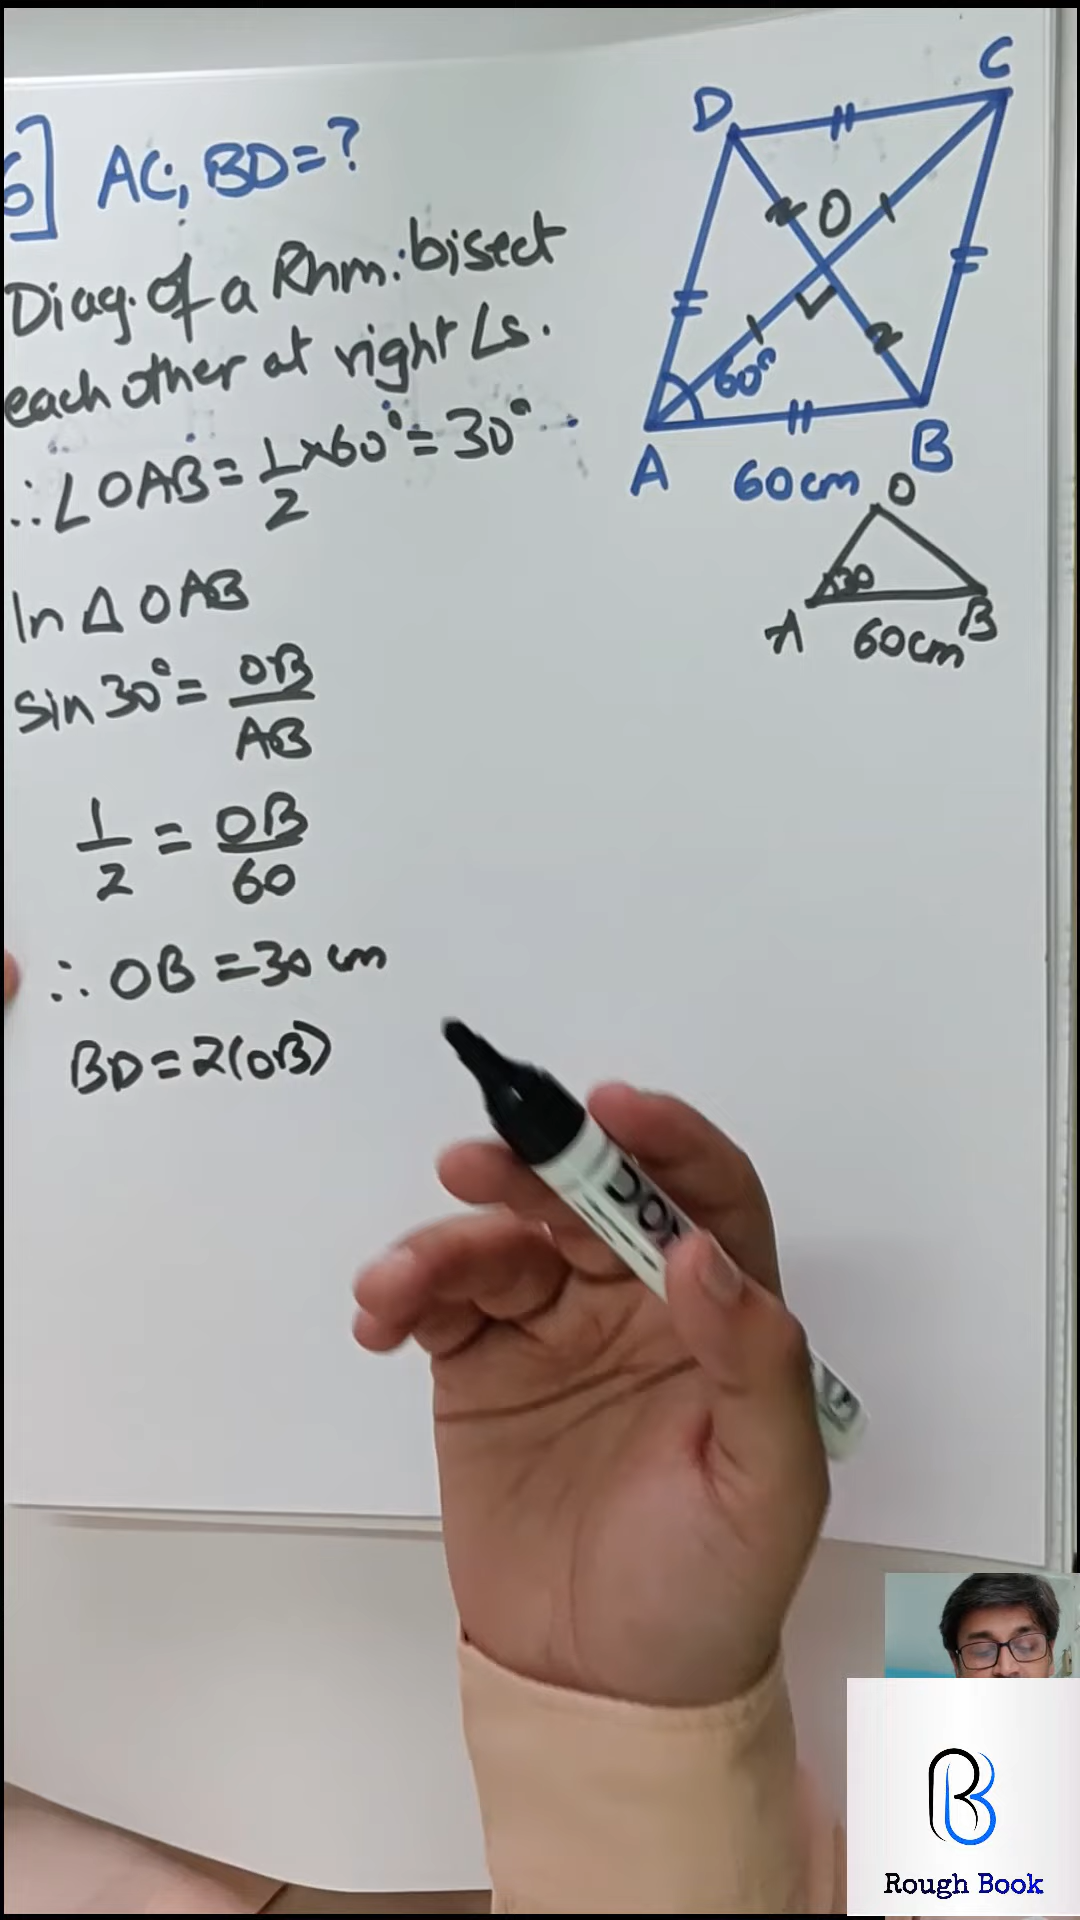 6] AC, BD=?
Diag. of a Rhm. bisect
each other at right ∠s.
∴ ∠OAB = 1/2 × 60° = 30°
In △ OAB
sin 30° = OB/AB
1/2 = OB/60
∴ OB = 30 cm
BD = 2(OB)
D
C
O
60°
A
B
60cm
O
30
A
B
60cm
DO
B
Rough Book